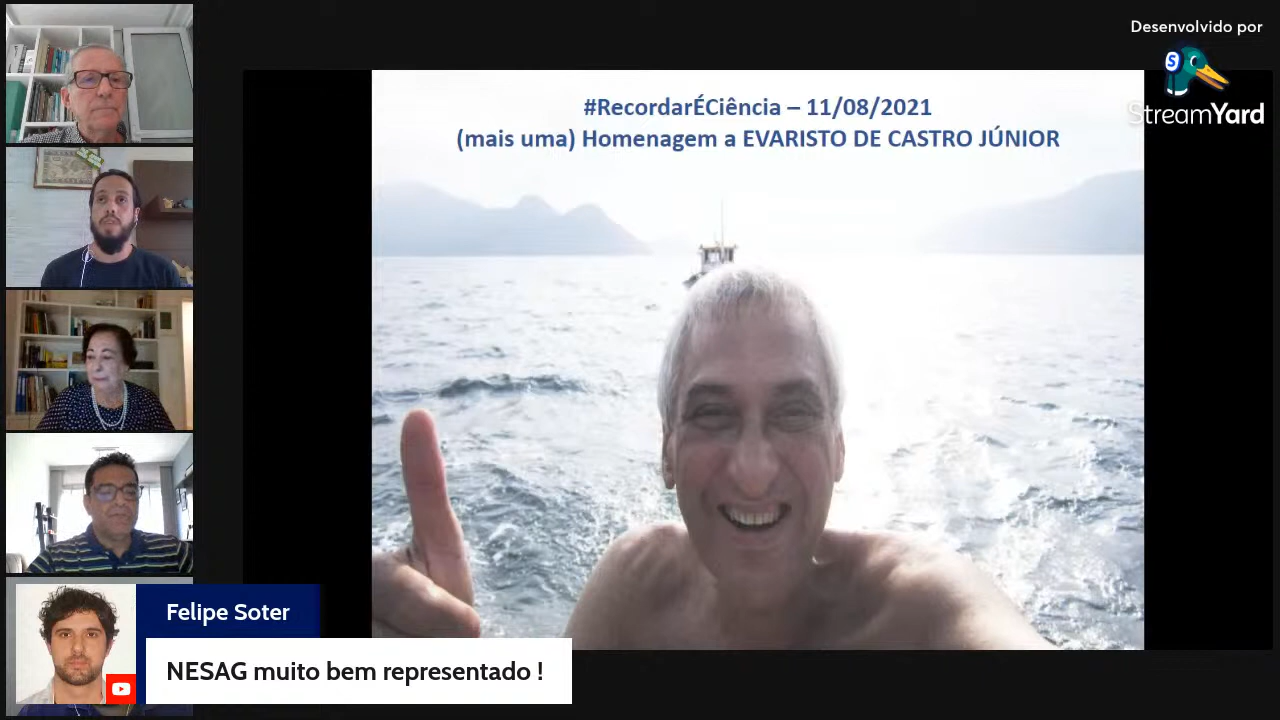 Desenvolvido por
StreamYard
#RecordarÉCiência – 11/08/2021
(mais uma) Homenagem a EVARISTO DE CASTRO JÚNIOR
Felipe Soter
NESAG muito bem representado !